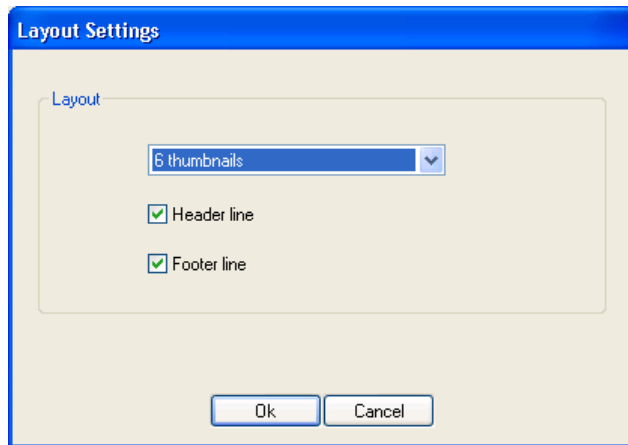 Layout Settings
Layout
6 thumbnails
Header line
Footer line
Ok Cancel